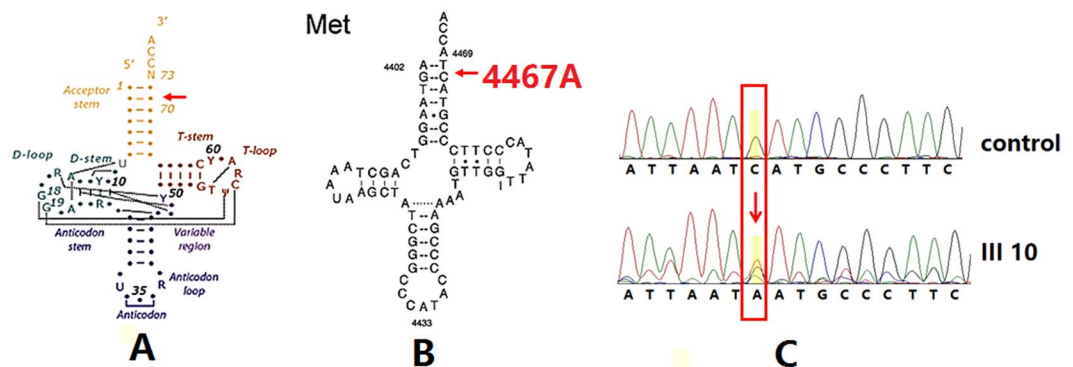 3'
A
C
C
N
5'
73
1
70
Acceptor
stem
T-stem
60
C Y A
T-loop
R
C
G T Ψ
D-loop
D-stem
U
R A Y 10
G 18
G 19 A R
Y 50
Anticodon
stem
Variable
region
U R
Anticodon
loop
35
Anticodon
A
Met
A
C
C
A
4469
4402
4467A
4433
B
control
A T T A A T C A T G C C C T T C
III 10
A T T A A T A A T G C C C T T C
C